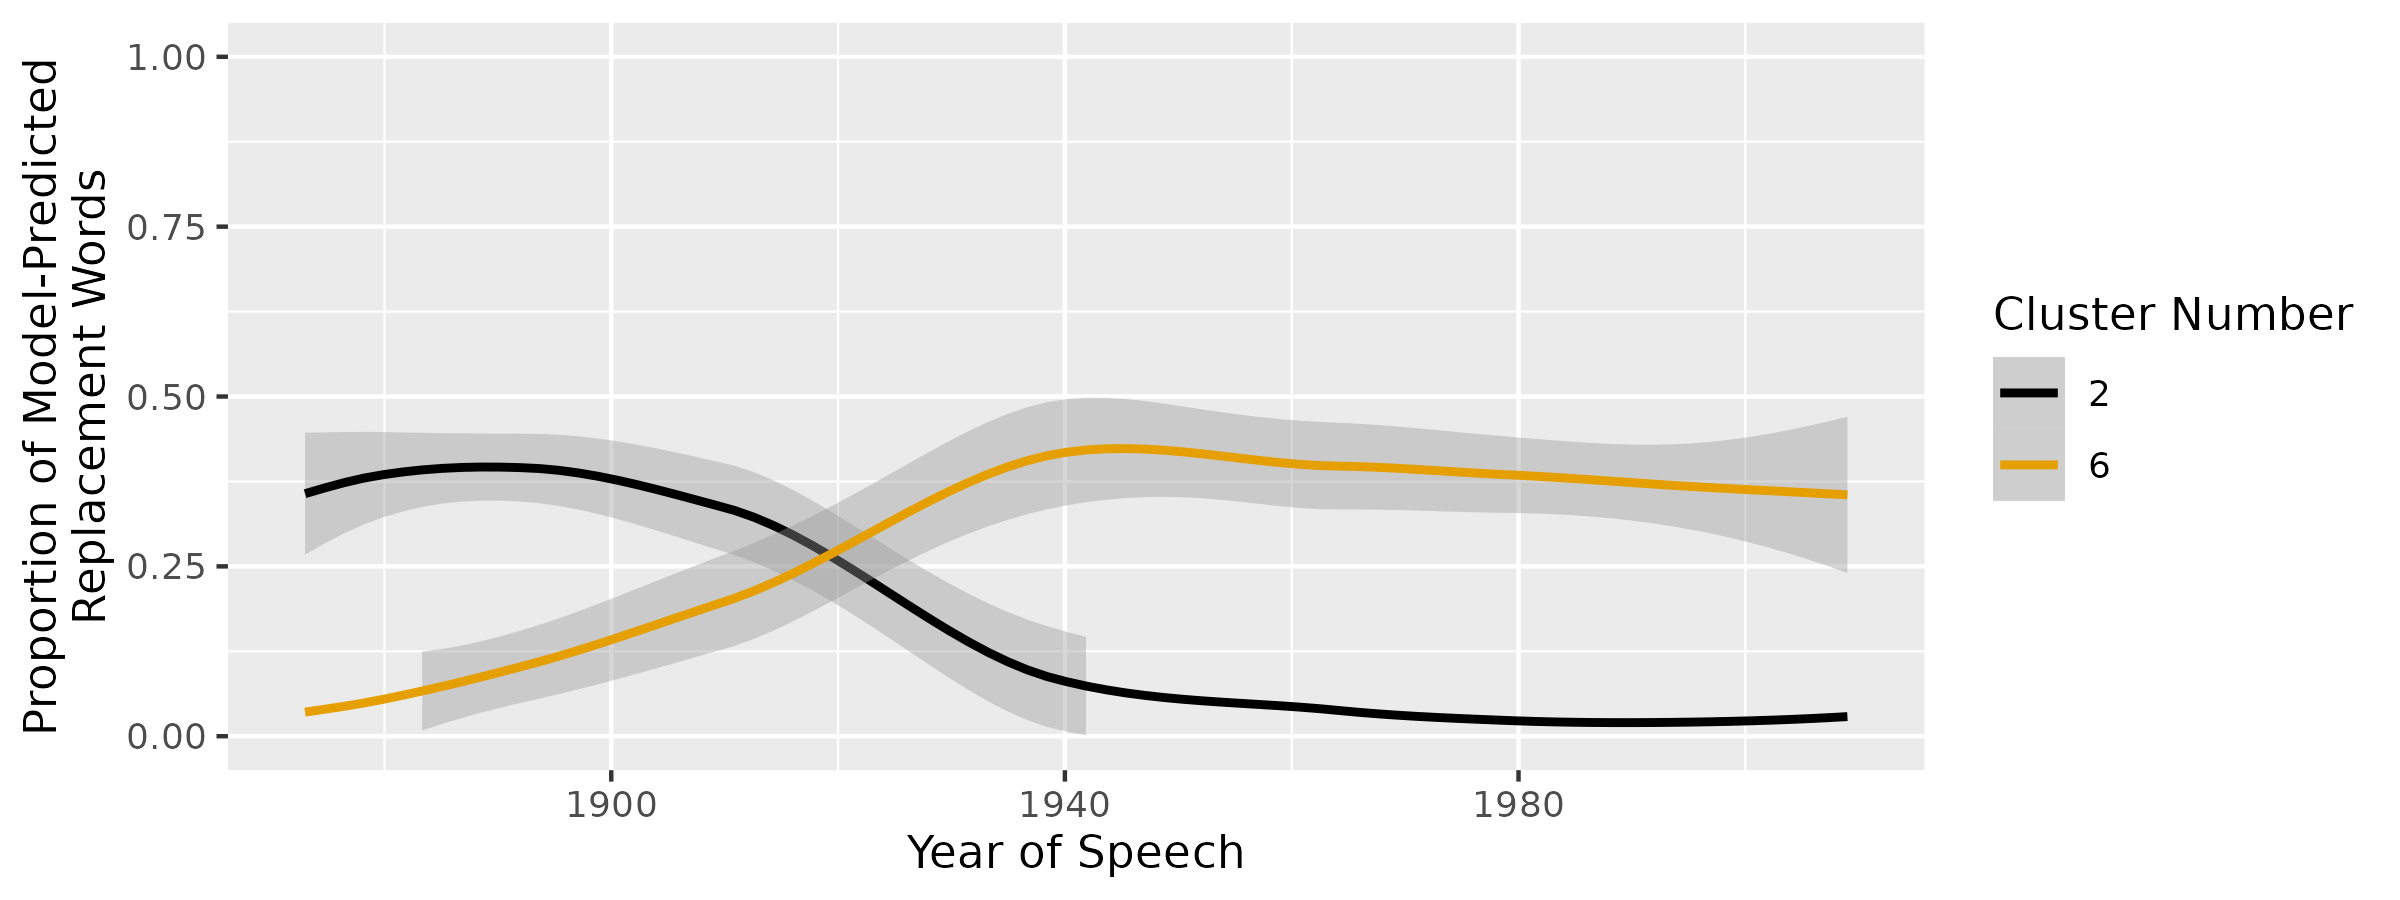 Proportion of Model-Predicted
Replacement Words
1.00
0.75
0.50
0.25
0.00
1900
1940
1980
Year of Speech
Cluster Number
2
6